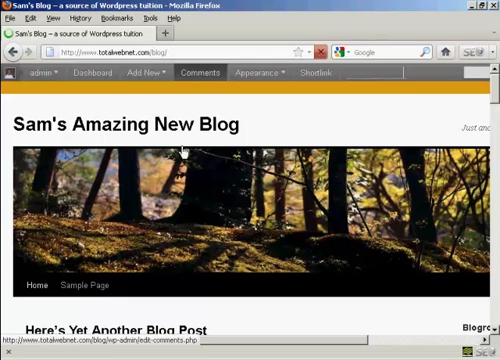 Sam's Blog – a source of Wordpress tuition – Mozilla Firefox
File Edit View History Bookmarks Tools Help
Sam's Blog – a source of Wordpress tuition
http://www.totalwebnet.com/blog/
Google
admin Dashboard Add New Comments Appearance Shortlink
Sam's Amazing New Blog
Just an
Home Sample Page
Here's Yet Another Blog Post
Blogro
http://www.totalwebnet.com/blog/wp-admin/edit-comments.php